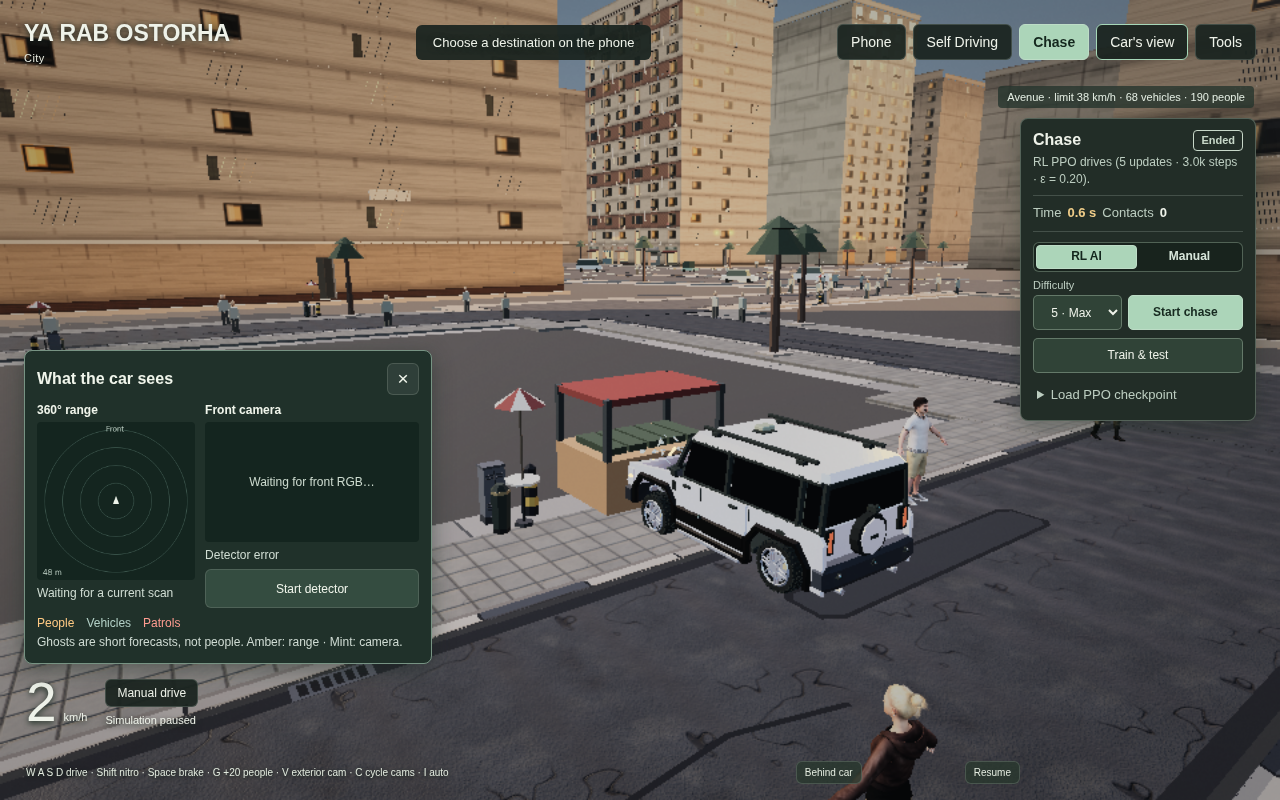 YA RAB OSTORHA
City
Choose a destination on the phone
Phone
Self Driving
Chase
Car's view
Tools
Avenue · limit 38 km/h · 68 vehicles · 190 people
Chase
Ended
RL PPO drives (5 updates · 3.0k steps
· ε = 0.20).
Time 0.6 s Contacts 0
RL AI
Manual
Difficulty
5 · Max
Start chase
Train & test
Load PPO checkpoint
What the car sees
✕
360° range
Front camera
Front
Waiting for front RGB…
48 m
Detector error
Waiting for a current scan
Start detector
People Vehicles Patrols
Ghosts are short forecasts, not people. Amber: range · Mint: camera.
2 km/h
Manual drive
Simulation paused
W A S D drive · Shift nitro · Space brake · G +20 people · V exterior cam · C cycle cams · I auto
Behind car
Resume